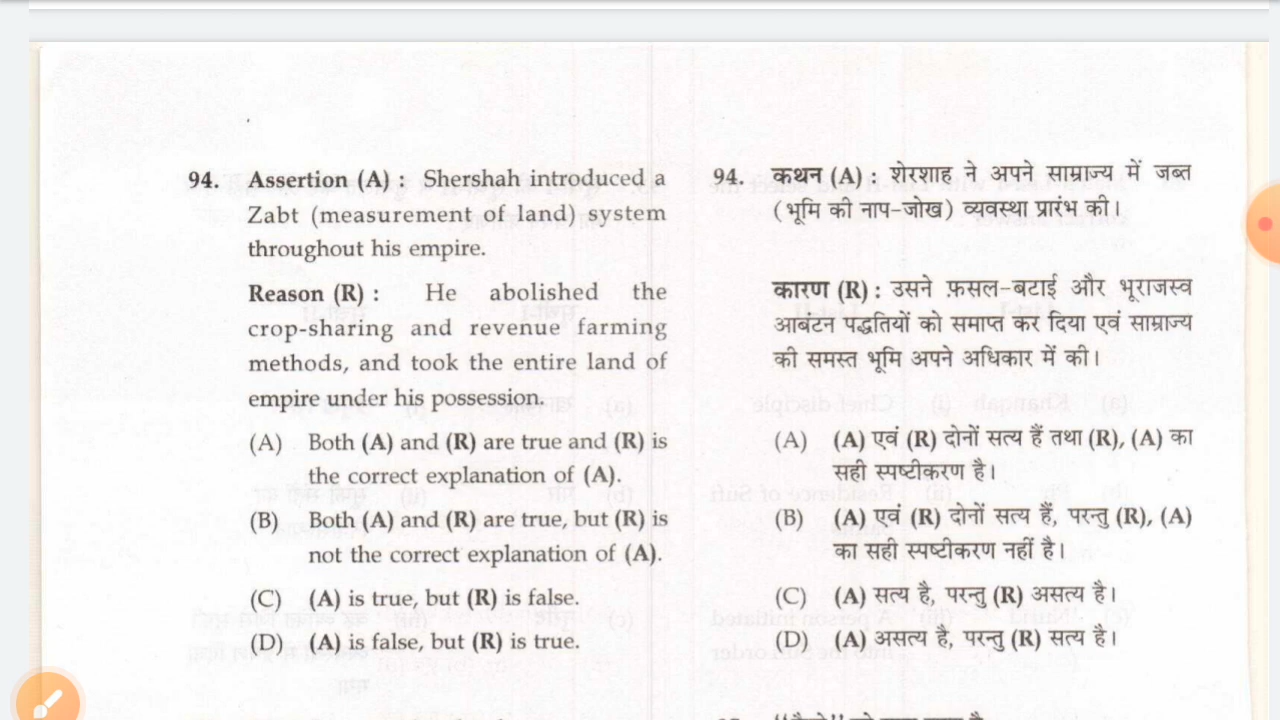 94. Assertion (A) : Shershah introduced a
Zabt (measurement of land) system
throughout his empire.
Reason (R) : He abolished the
crop-sharing and revenue farming
methods, and took the entire land of
empire under his possession.
(A) Both (A) and (R) are true and (R) is
the correct explanation of (A).
(B) Both (A) and (R) are true, but (R) is
not the correct explanation of (A).
(C) (A) is true, but (R) is false.
(D) (A) is false, but (R) is true.
94. कथन (A) : शेरशाह ने अपने साम्राज्य में जब्त
(भूमि की नाप-जोख) व्यवस्था प्रारंभ की।
कारण (R) : उसने फ़सल-बटाई और भूराजस्व
आबंटन पद्धतियों को समाप्त कर दिया एवं साम्राज्य
की समस्त भूमि अपने अधिकार में की।
(A) (A) एवं (R) दोनों सत्य हैं तथा (R), (A) का
सही स्पष्टीकरण है।
(B) (A) एवं (R) दोनों सत्य हैं, परन्तु (R), (A)
का सही स्पष्टीकरण नहीं है।
(C) (A) सत्य है, परन्तु (R) असत्य है।
(D) (A) असत्य है, परन्तु (R) सत्य है।